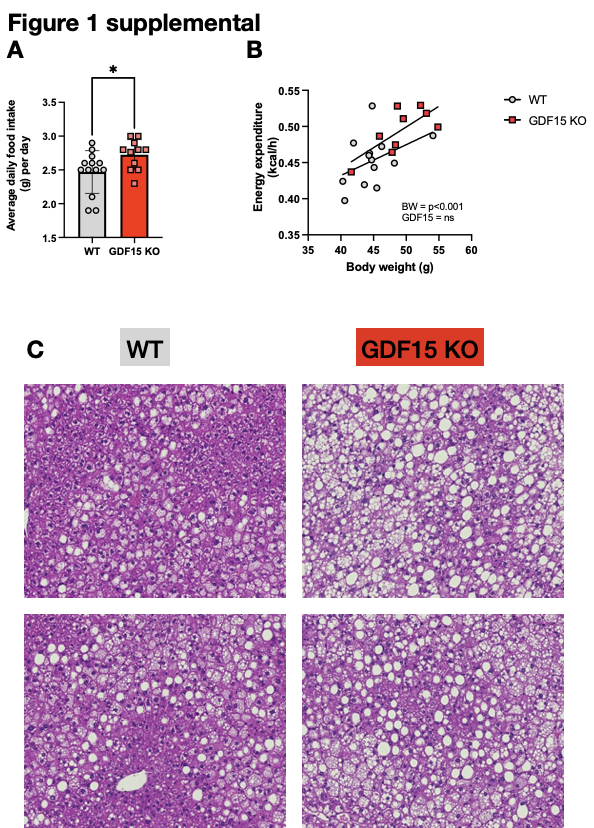 Figure 1 supplemental
A
B
Average daily food intake
(g) per day
3.5
3.0
2.5
2.0
1.5
*
WT
GDF15 KO
Energy expenditure
(kcal/h)
0.55
0.50
0.45
0.40
0.35
35
40
45
50
55
60
Body weight (g)
BW = p<0.001
GDF15 = ns
WT
GDF15 KO
C
WT
GDF15 KO